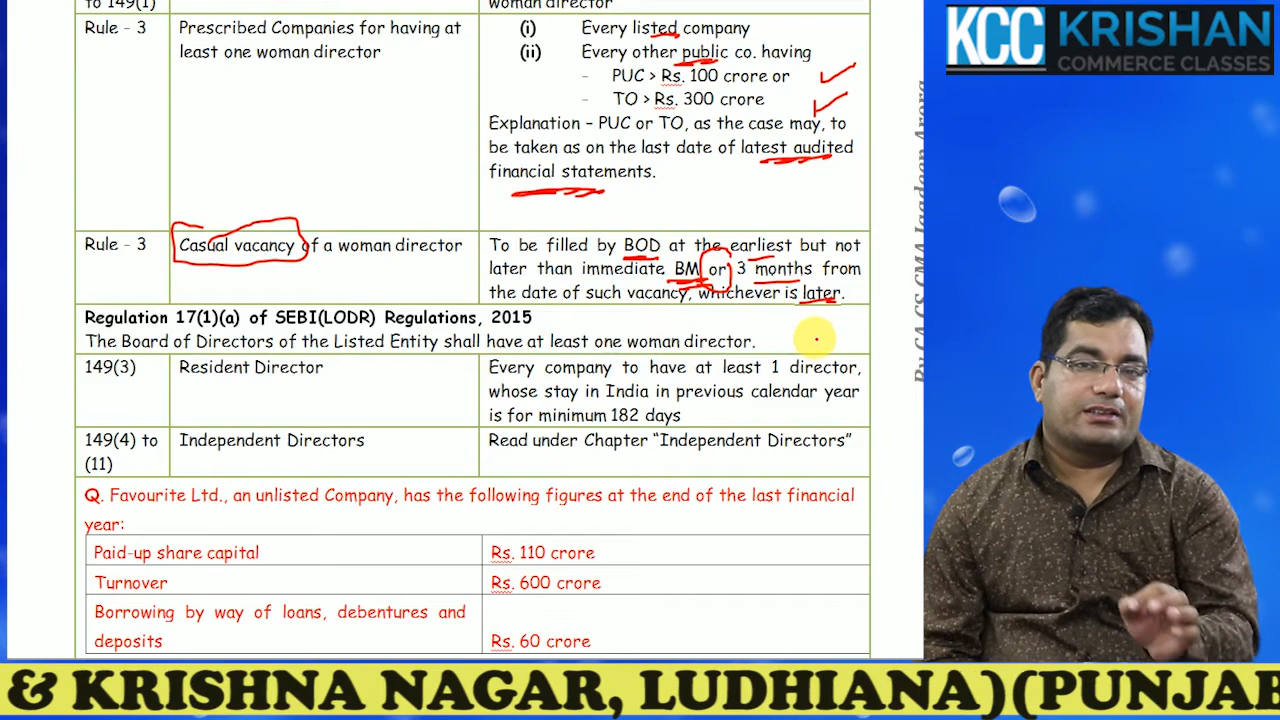 to 149(1)
woman director
Rule - 3
Prescribed Companies for having at
least one woman director
(i) Every listed company
(ii) Every other public co. having
- PUC > Rs. 100 crore or
- TO > Rs. 300 crore
Explanation – PUC or TO, as the case may, to
be taken as on the last date of latest audited
financial statements.
Rule - 3
Casual vacancy of a woman director
To be filled by BOD at the earliest but not
later than immediate BM or 3 months from
the date of such vacancy, whichever is later.
Regulation 17(1)(a) of SEBI(LODR) Regulations, 2015
The Board of Directors of the Listed Entity shall have at least one woman director.
149(3)
Resident Director
Every company to have at least 1 director,
whose stay in India in previous calendar year
is for minimum 182 days
149(4) to
(11)
Independent Directors
Read under Chapter “Independent Directors”
Q. Favourite Ltd., an unlisted Company, has the following figures at the end of the last financial
year:
Paid-up share capital
Rs. 110 crore
Turnover
Rs. 600 crore
Borrowing by way of loans, debentures and
deposits
Rs. 60 crore
KCC KRISHAN
COMMERCE CLASSES
By CA CS CMA Jagdeep Arora
& KRISHNA NAGAR, LUDHIANA)(PUNJAB